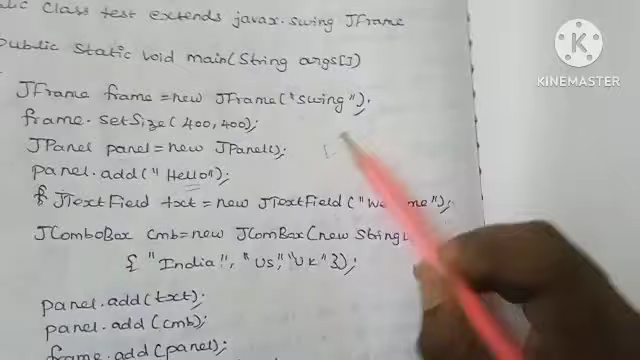 Class test extends javax.swing JFrame
public static void main(String args[])
JFrame frame = new JFrame("swing");
frame.setSize(400,400);
JPanel panel = new JPanel();
panel.add("Hello");
JTextField txt = new JTextField("We me");
JComboBox cmb = new JComBox(new String
{ "India", "US", "UK" });
panel.add(txt);
panel.add(cmb);
frame.add(panel);
K
KINEMASTER